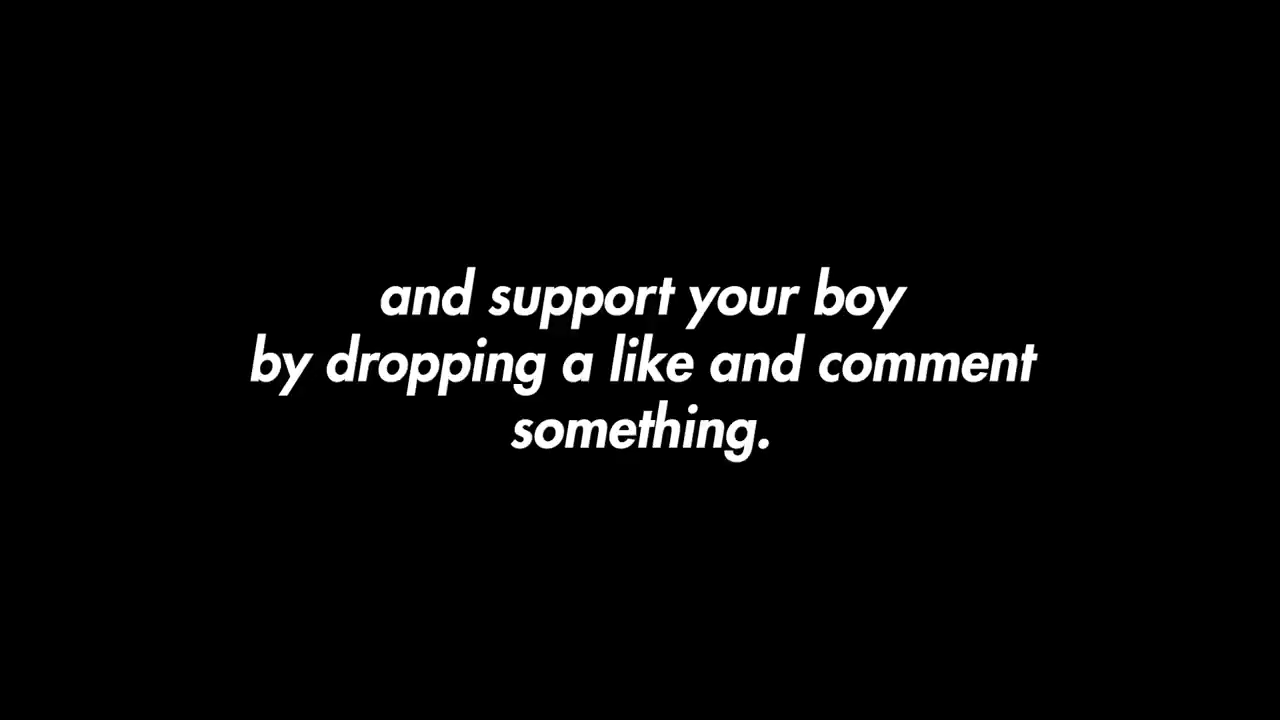 and support your boy
by dropping a like and comment
something.